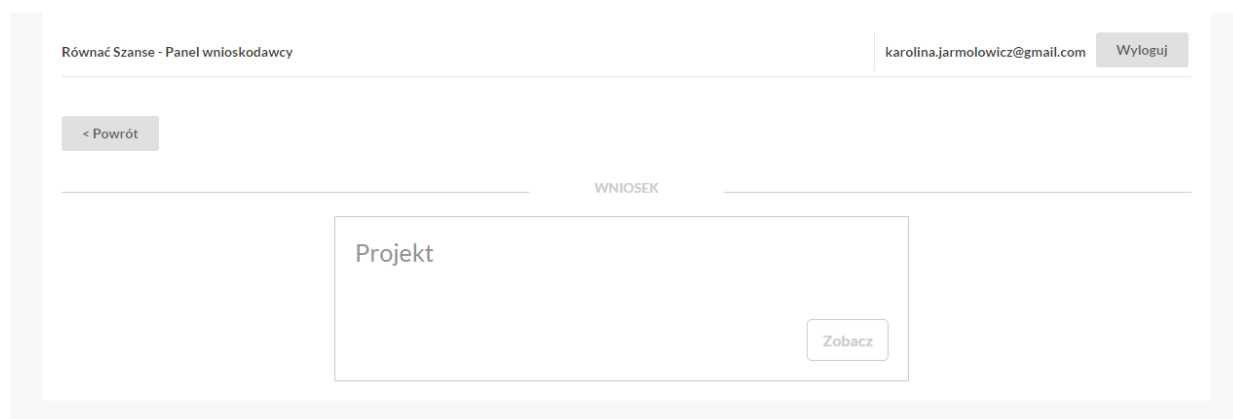 Równać Szanse - Panel wnioskodawcy
karolina.jarmolowicz@gmail.com
Wyloguj
< Powrót
WNIOSEK
Projekt
Zobacz